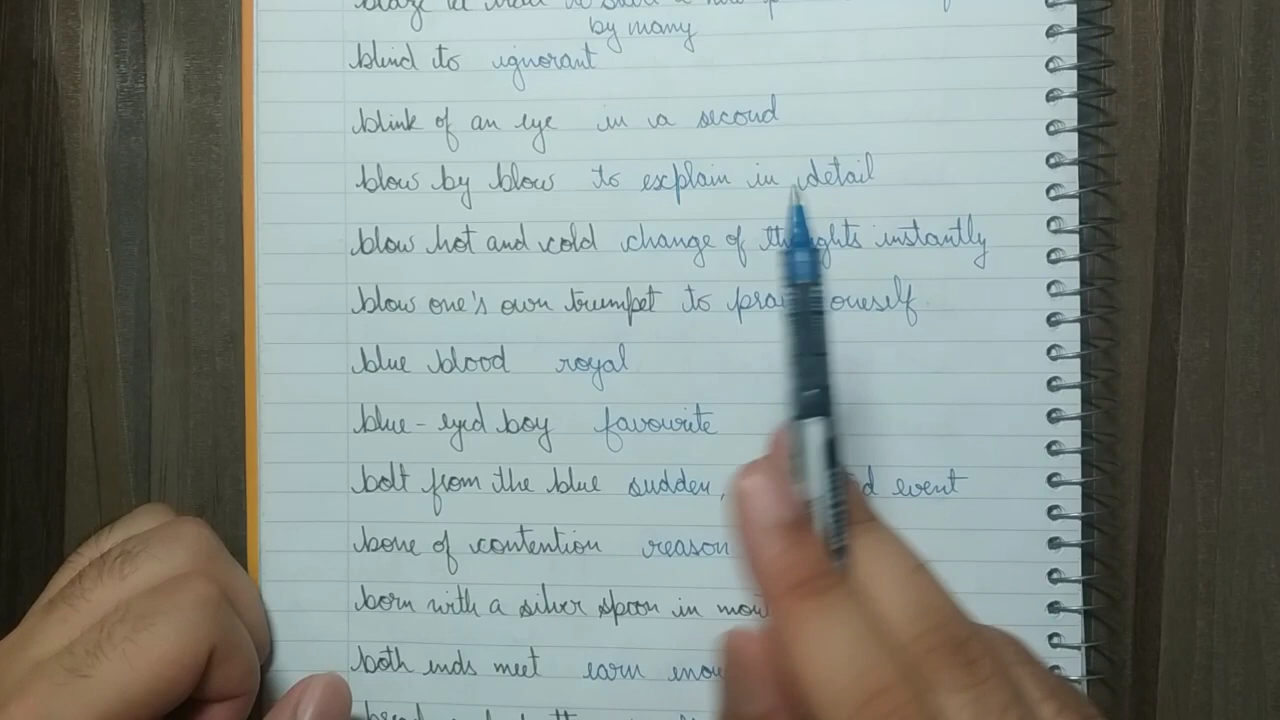 by many
blind to ignorant
blink of an eye in a second
blow by blow to explain in detail
blow hot and cold change of thoughts instantly
blow one's own trumpet to oneself
blue blood royal
blue-eyed boy favourite
bolt from the blue sudden, event
bone of contention reason
born with a silver spoon in
both ends meet earn